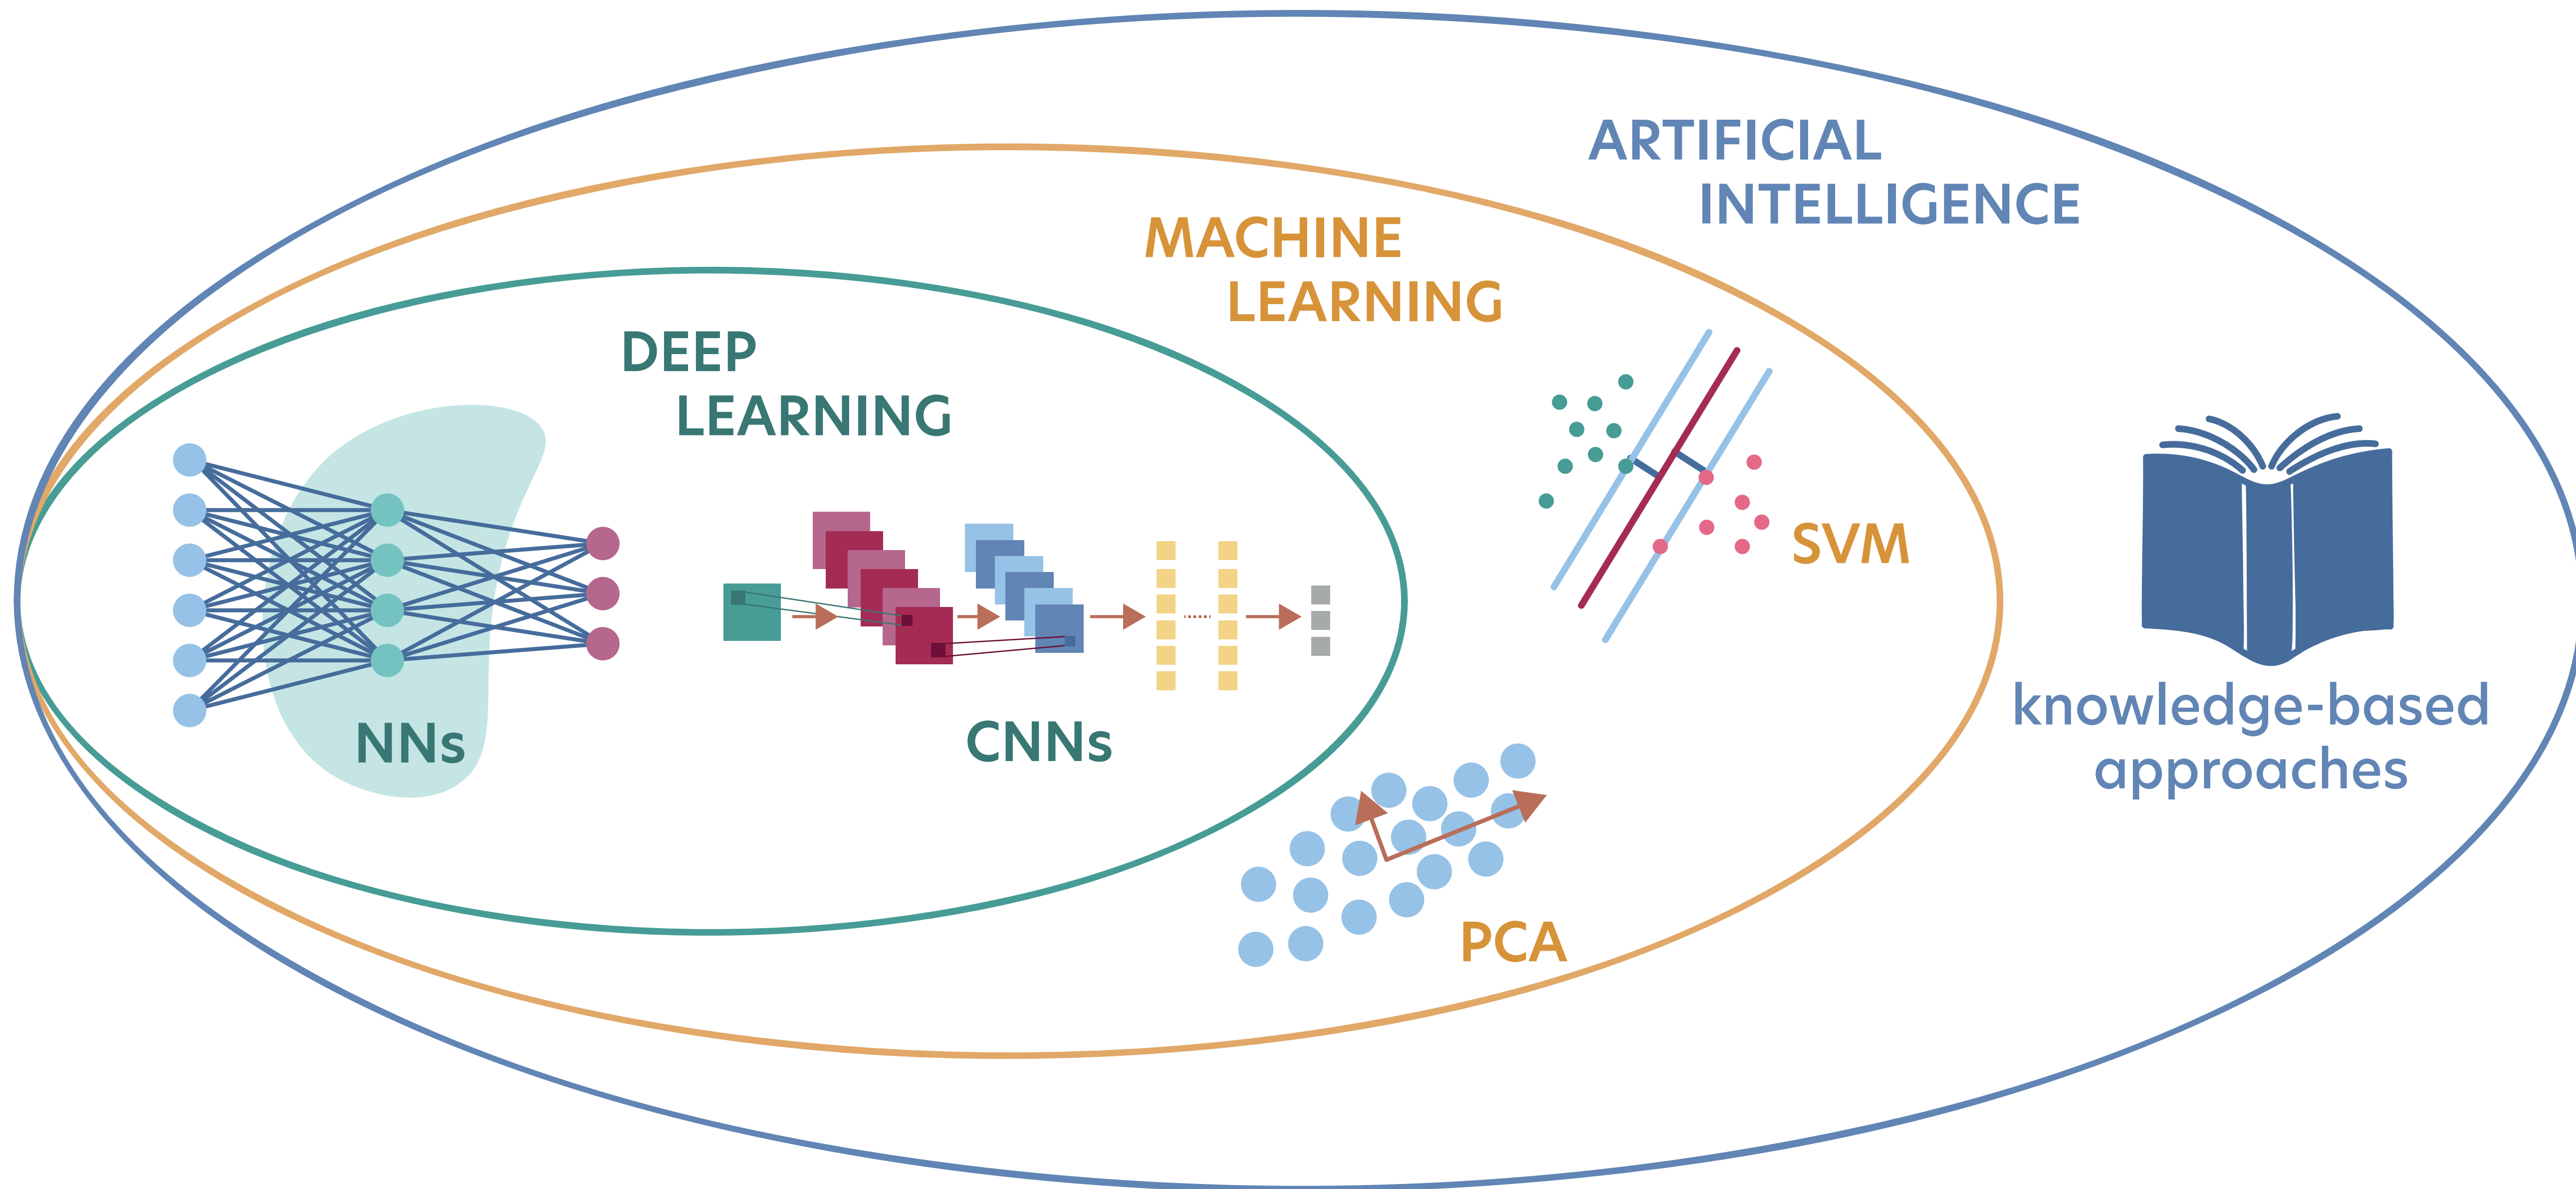 ARTIFICIAL
INTELLIGENCE
MACHINE
LEARNING
DEEP
LEARNING
SVM
knowledge-based
approaches
NNs
CNNs
PCA